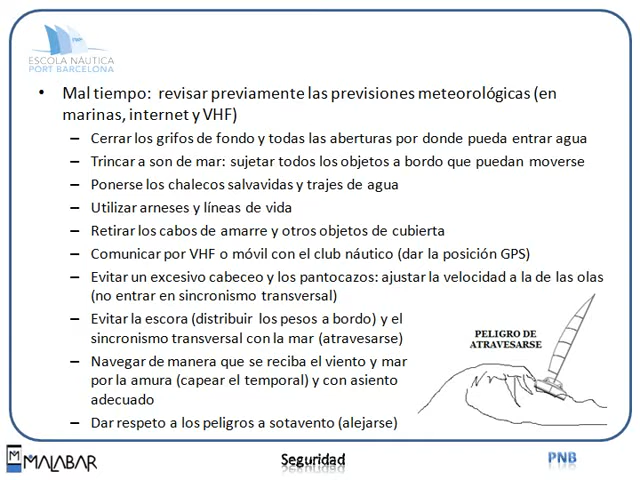 ESCOLA NÁUTICA
PORT BARCELONA
• Mal tiempo: revisar previamente las previsiones meteorológicas (en
marinas, internet y VHF)
– Cerrar los grifos de fondo y todas las aberturas por donde pueda entrar agua
– Trincar a son de mar: sujetar todos los objetos a bordo que puedan moverse
– Ponerse los chalecos salvavidas y trajes de agua
– Utilizar arneses y líneas de vida
– Retirar los cabos de amarre y otros objetos de cubierta
– Comunicar por VHF o móvil con el club náutico (dar la posición GPS)
– Evitar un excesivo cabeceo y los pantocazos: ajustar la velocidad a la de las olas
(no entrar en sincronismo transversal)
– Evitar la escora (distribuir los pesos a bordo) y el
sincronismo transversal con la mar (atravesarse)
– Navegar de manera que se reciba el viento y mar
por la amura (capear el temporal) y con asiento
adecuado
– Dar respeto a los peligros a sotavento (alejarse)
PELIGRO DE
ATRAVESARSE
MALABAR
Seguridad
PNB